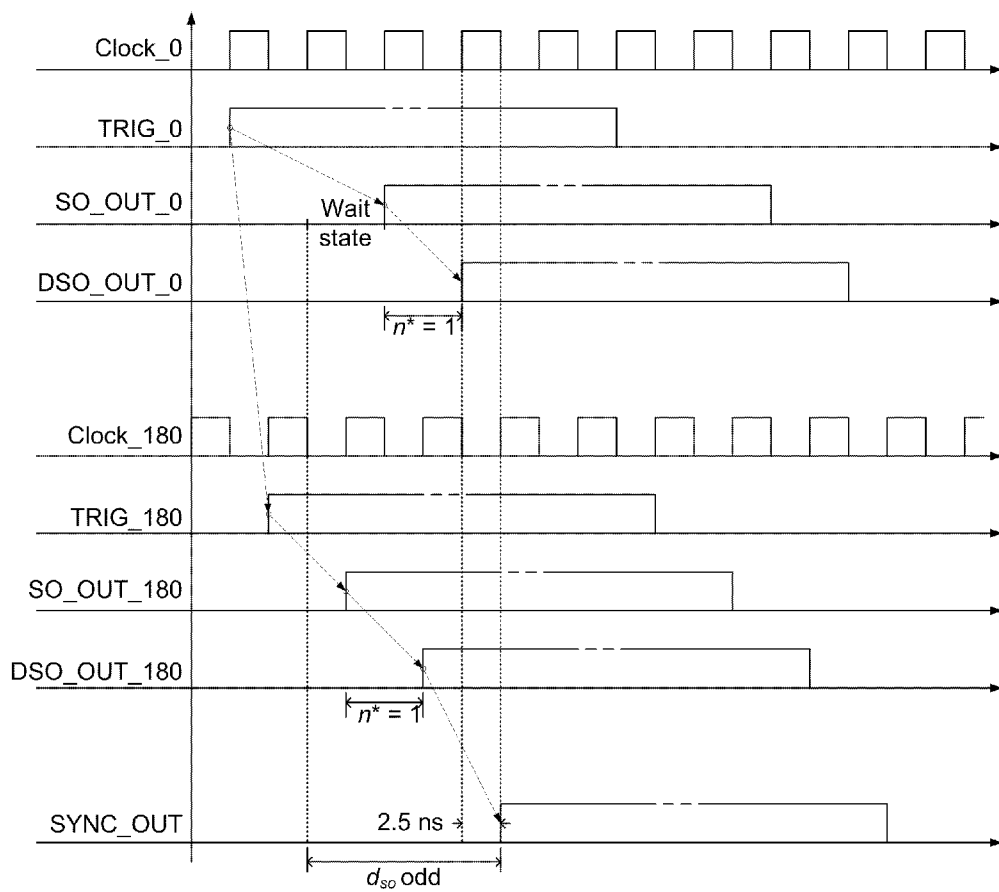 Clock_0
TRIG_0
SO_OUT_0
Wait
state
DSO_OUT_0
n* = 1
Clock_180
TRIG_180
SO_OUT_180
DSO_OUT_180
n* = 1
SYNC_OUT
2.5 ns
dso odd